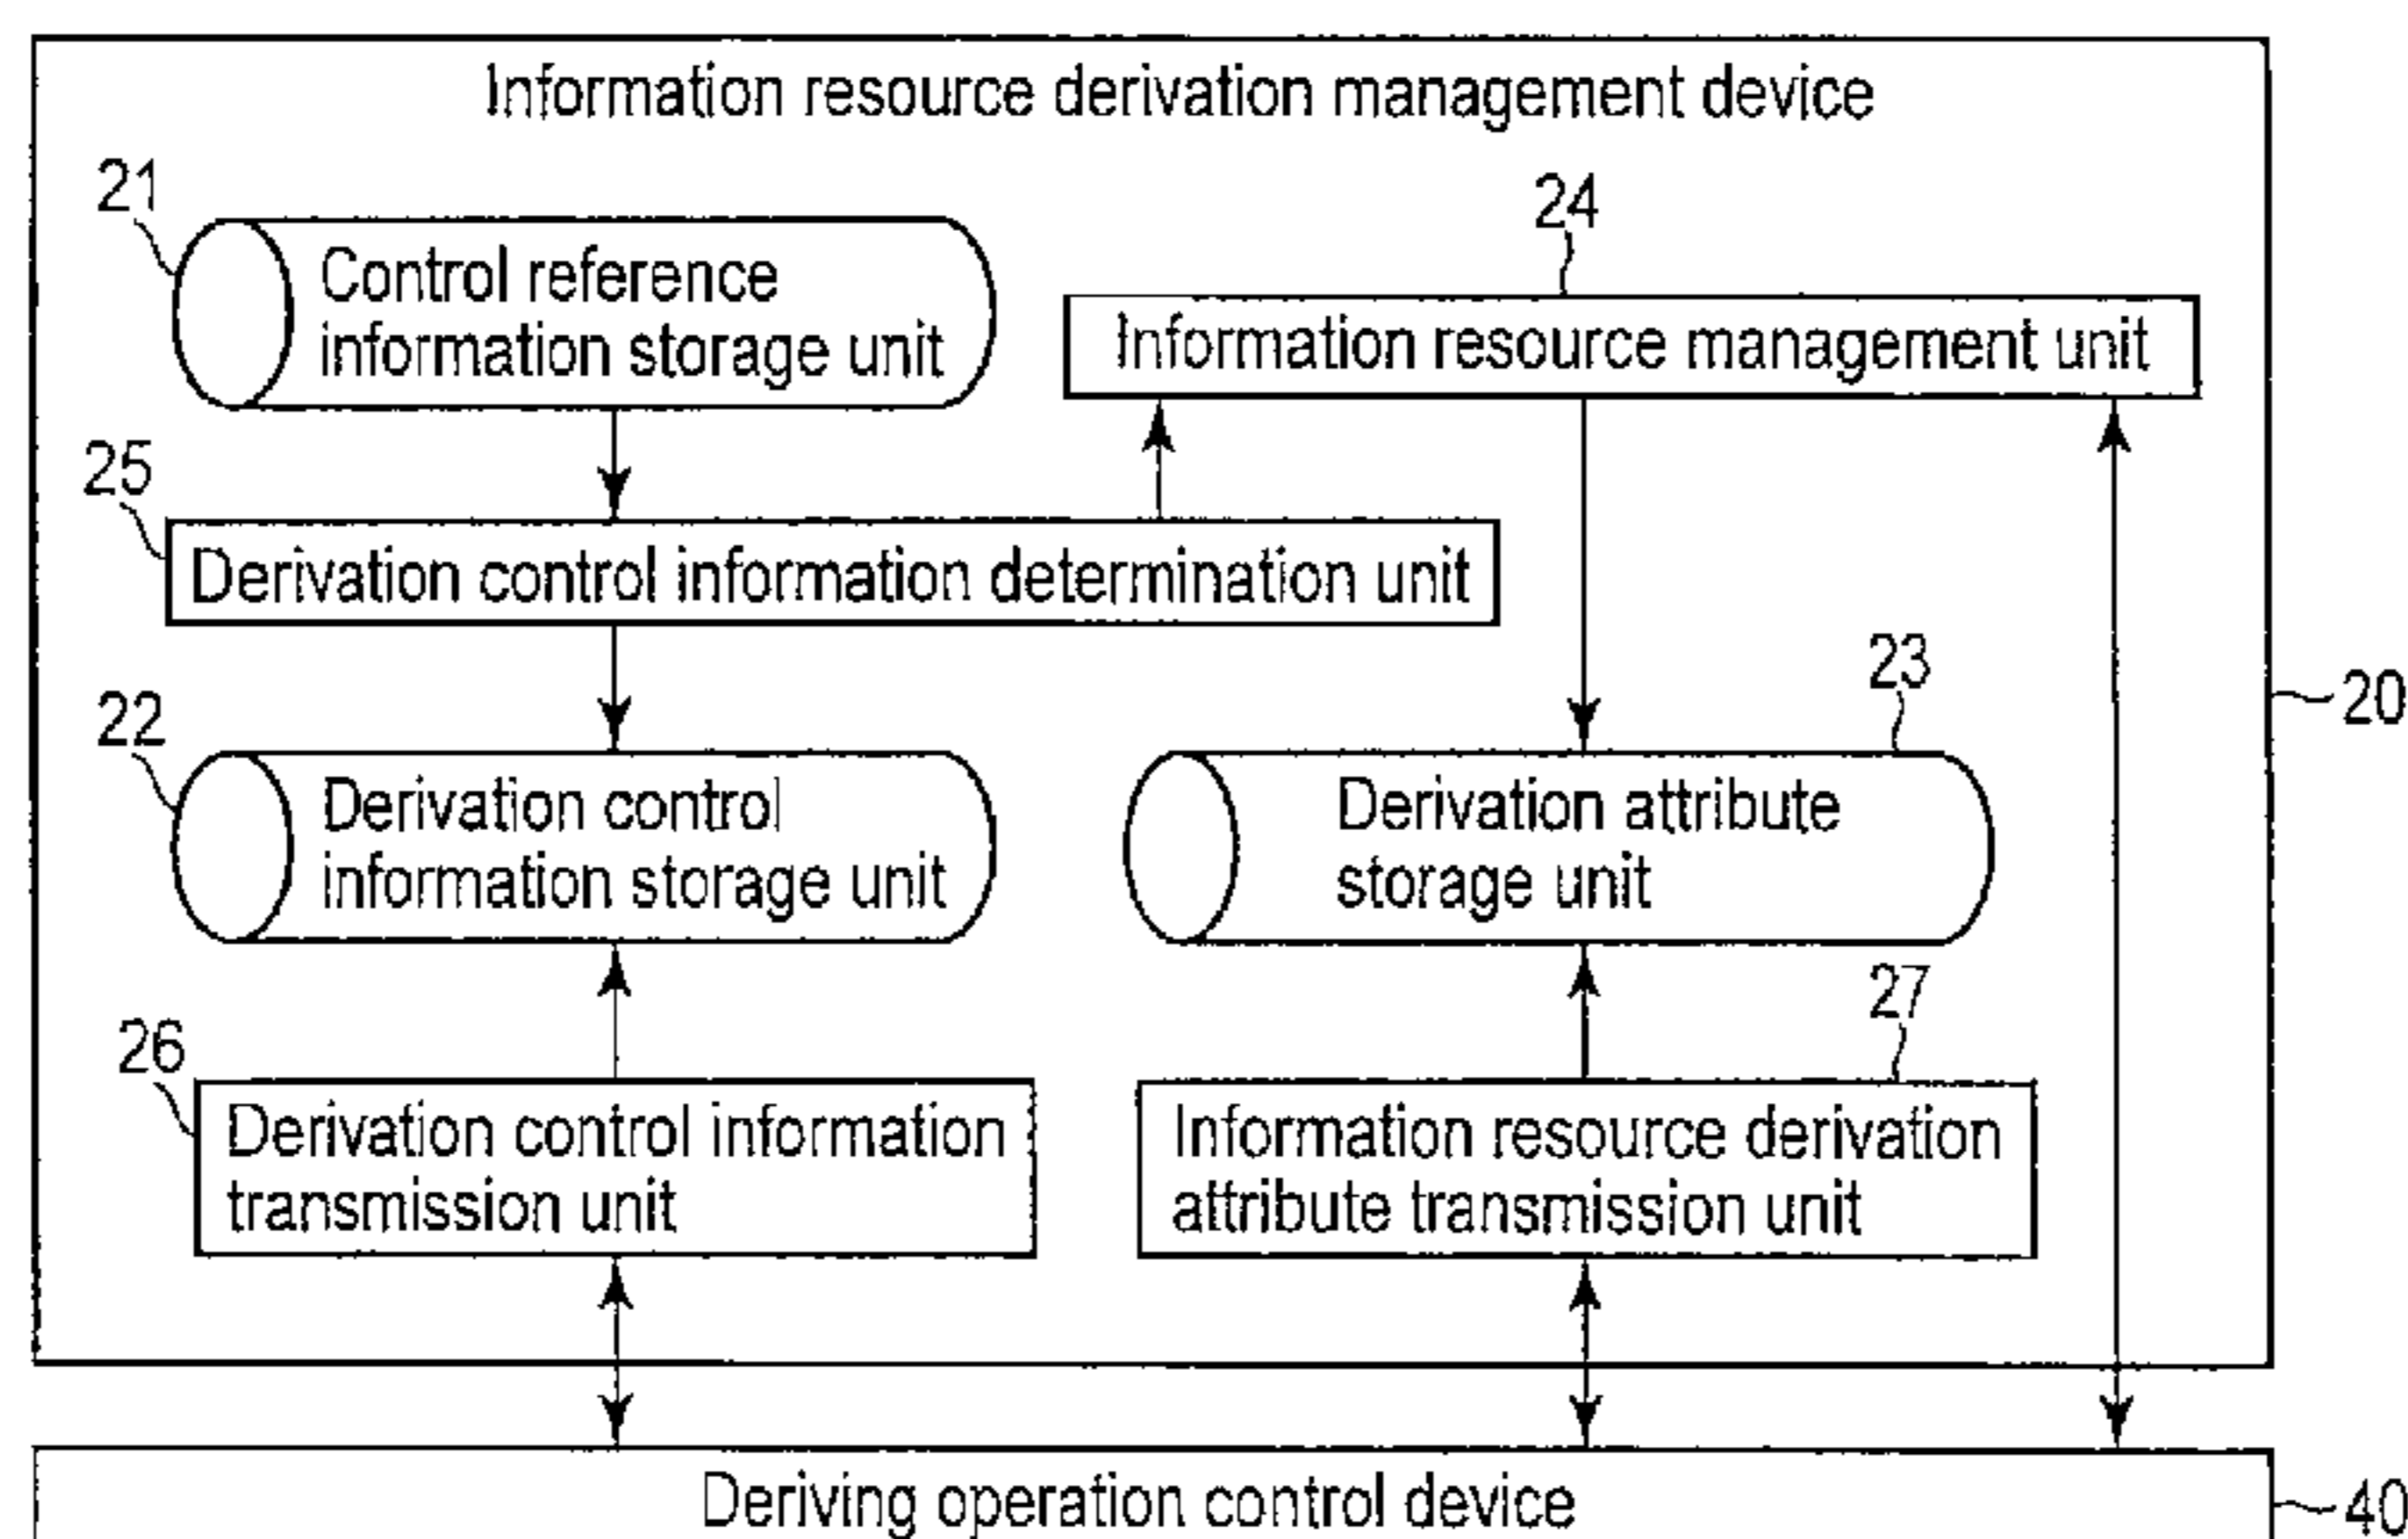 Information resource derivation management device
21
24
Control reference
information storage unit
Information resource management unit
25
Derivation control information determination unit
23
20
22
Derivation control
information storage unit
Derivation attribute
storage unit
27
26
Derivation control information
transmission unit
Information resource derivation
attribute transmission unit
Deriving operation control device
40